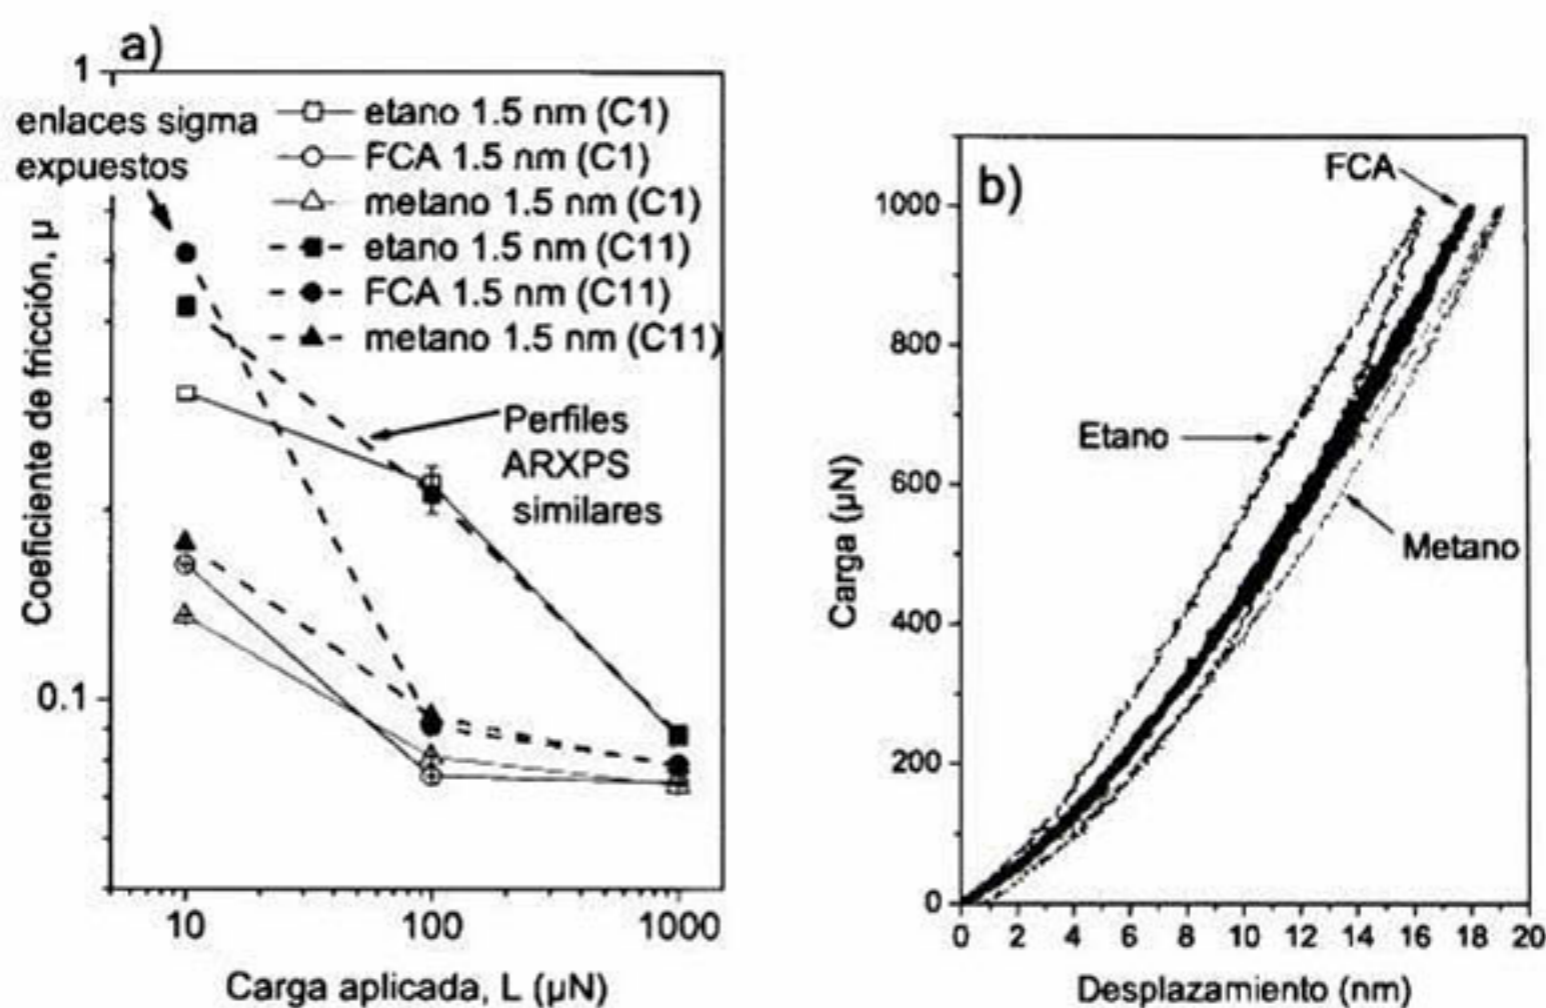 a)
1
enlaces sigma
expuestos
etano 1.5 nm (C1)
FCA 1.5 nm (C1)
metano 1.5 nm (C1)
etano 1.5 nm (C11)
FCA 1.5 nm (C11)
metano 1.5 nm (C11)
Perfiles
ARXPS
similares
Coeficiente de fricción, μ
0.1
10 100 1000
Carga aplicada, L (μN)
b)
FCA
Etano
Metano
Carga (μN)
1000
800
600
400
200
0
0 2 4 6 8 10 12 14 16 18 20
Desplazamiento (nm)